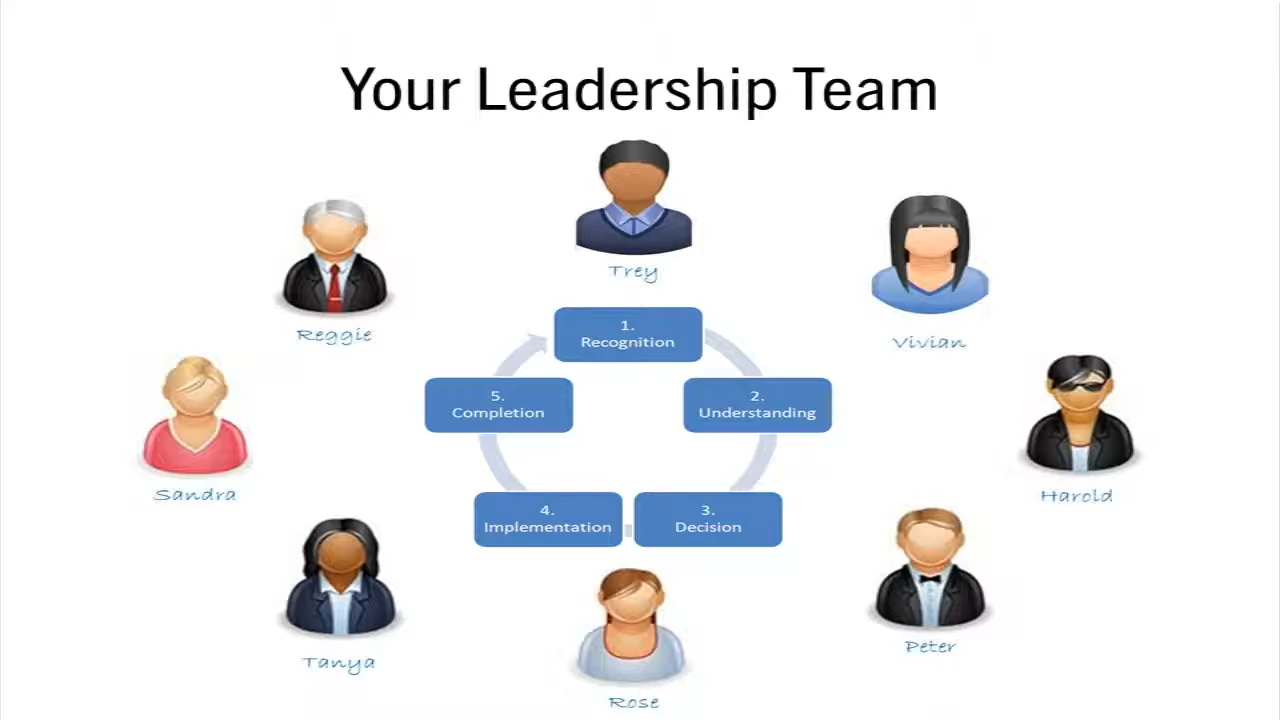 Your Leadership Team
Trey
Reggie
Vivian
1.
Recognition
5.
Completion
2.
Understanding
Sandra
Harold
4.
Implementation
3.
Decision
Tanya
Peter
Rose